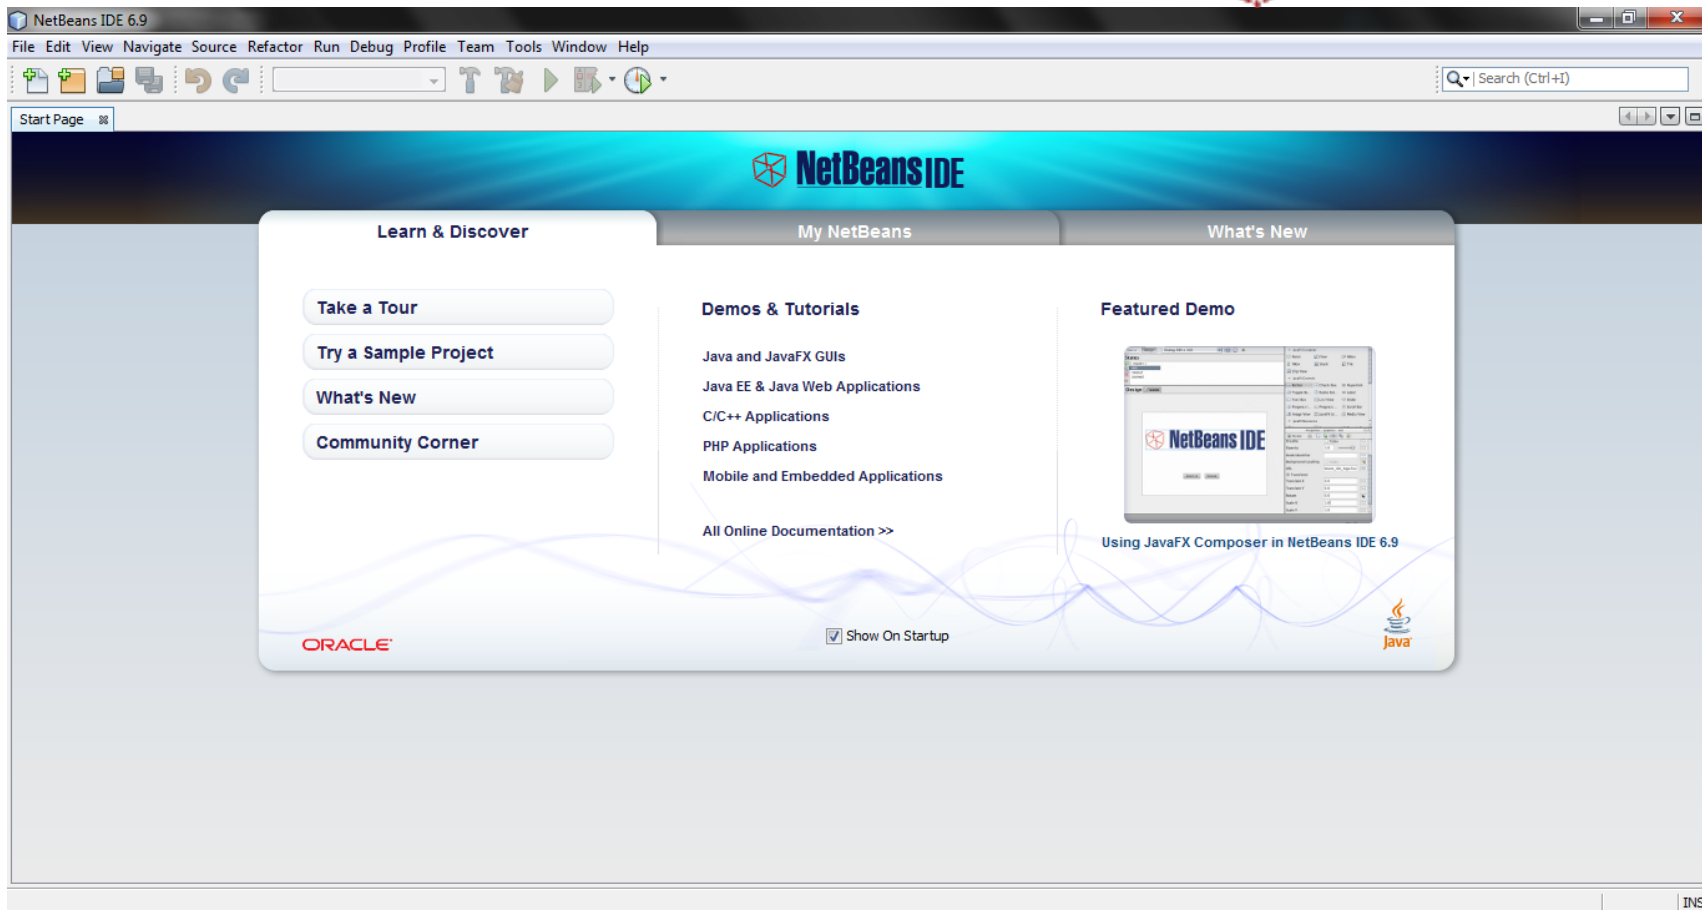 NetBeans IDE 6.9
File Edit View Navigate Source Refactor Run Debug Profile Team Tools Window Help
Search (Ctrl+I)
Start Page
NetBeans IDE
Learn & Discover
My NetBeans
What's New
Take a Tour
Try a Sample Project
What's New
Community Corner
Demos & Tutorials
Java and JavaFX GUIs
Java EE & Java Web Applications
C/C++ Applications
PHP Applications
Mobile and Embedded Applications
All Online Documentation >>
Featured Demo
NetBeans IDE
Using JavaFX Composer in NetBeans IDE 6.9
ORACLE
Show On Startup
Java
INS